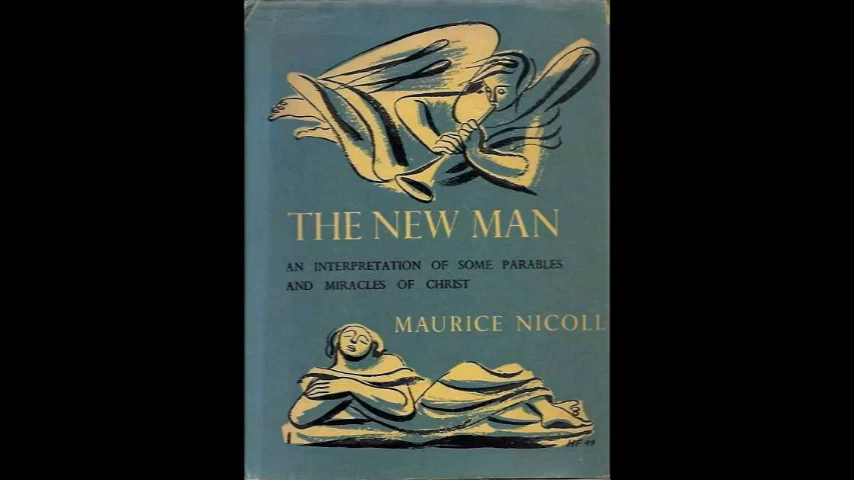 THE NEW MAN
AN INTERPRETATION OF SOME PARABLES
AND MIRACLES OF CHRIST
MAURICE NICOLL